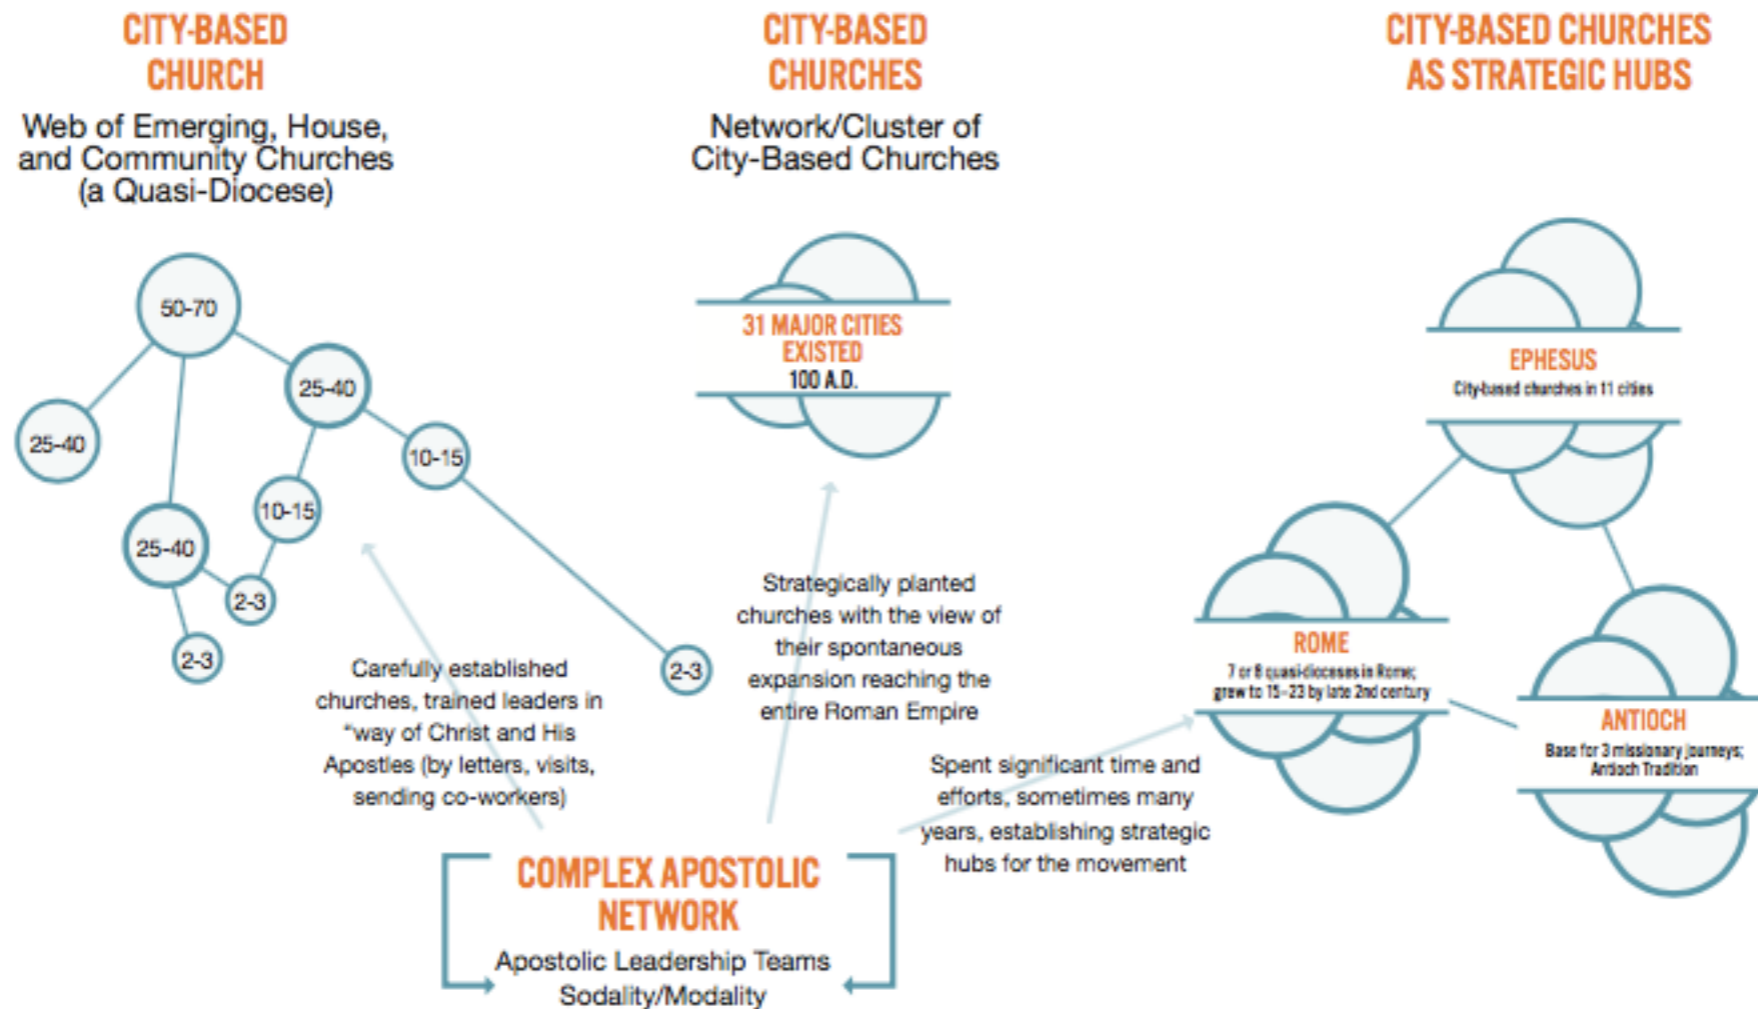 CITY-BASED
CHURCH
Web of Emerging, House,
and Community Churches
(a Quasi-Diocese)
50-70
25-40
25-40
10-15
10-15
25-40
2-3
2-3
2-3
Carefully established
churches, trained leaders in
“way of Christ and His
Apostles (by letters, visits,
sending co-workers)
CITY-BASED
CHURCHES
Network/Cluster of
City-Based Churches
31 MAJOR CITIES
EXISTED
100 A.D.
Strategically planted
churches with the view of
their spontaneous
expansion reaching the
entire Roman Empire
CITY-BASED CHURCHES
AS STRATEGIC HUBS
EPHESUS
City-based churches in 11 cities
ROME
7 or 8 quasi-dioceses in Rome;
grew to 15–23 by late 2nd century
ANTIOCH
Base for 3 missionary journeys;
Antioch Tradition
Spent significant time and
efforts, sometimes many
years, establishing strategic
hubs for the movement
COMPLEX APOSTOLIC
NETWORK
Apostolic Leadership Teams
Sodality/Modality